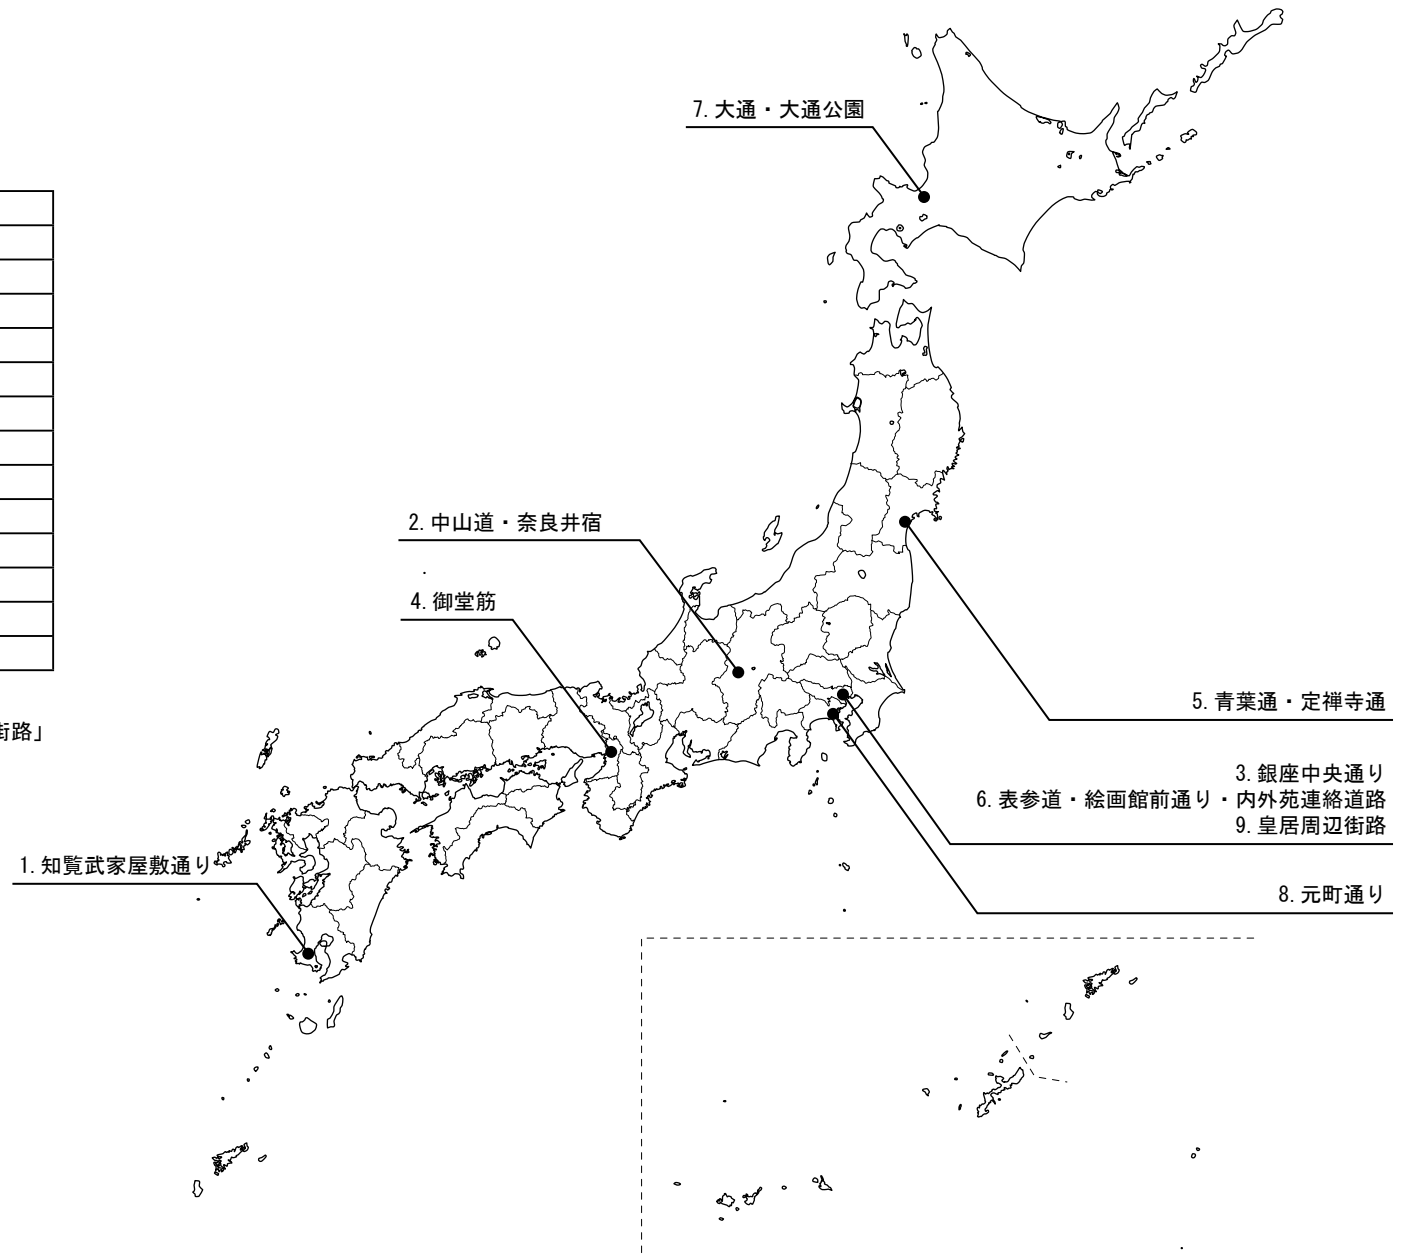 7. 大通・大通公園
2. 中山道・奈良井宿
4. 御堂筋
5. 青葉通・定禅寺通
街路」
3. 銀座中央通り
6. 表参道・絵画館前通り・内外苑連絡道路
9. 皇居周辺街路
1. 知覧武家屋敷通り
8. 元町通り